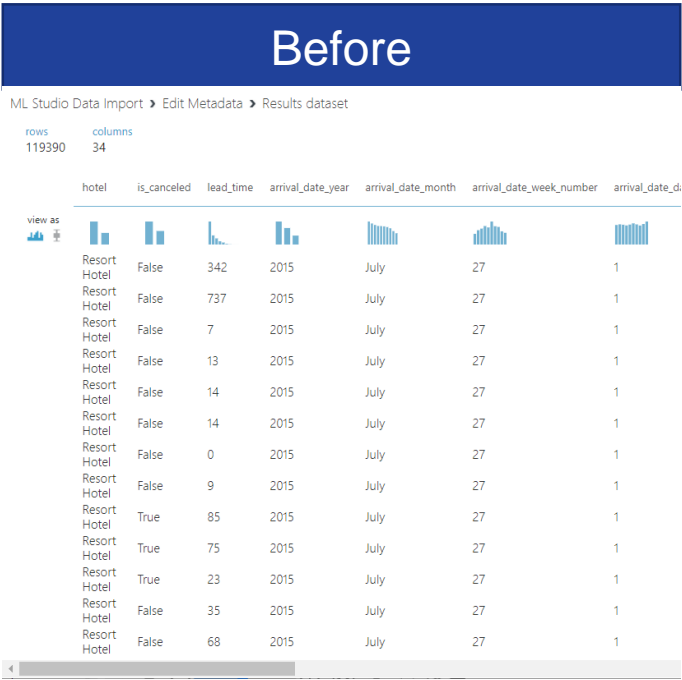 Before
ML Studio Data Import › Edit Metadata › Results dataset
rows columns
119390 34
hotel is_canceled lead_time arrival_date_year arrival_date_month arrival_date_week_number arrival_date_da
view as
Resort Hotel False 342 2015 July 27 1
Resort Hotel False 737 2015 July 27 1
Resort Hotel False 7 2015 July 27 1
Resort Hotel False 13 2015 July 27 1
Resort Hotel False 14 2015 July 27 1
Resort Hotel False 14 2015 July 27 1
Resort Hotel False 0 2015 July 27 1
Resort Hotel False 9 2015 July 27 1
Resort Hotel True 85 2015 July 27 1
Resort Hotel True 75 2015 July 27 1
Resort Hotel True 23 2015 July 27 1
Resort Hotel False 35 2015 July 27 1
Resort Hotel False 68 2015 July 27 1